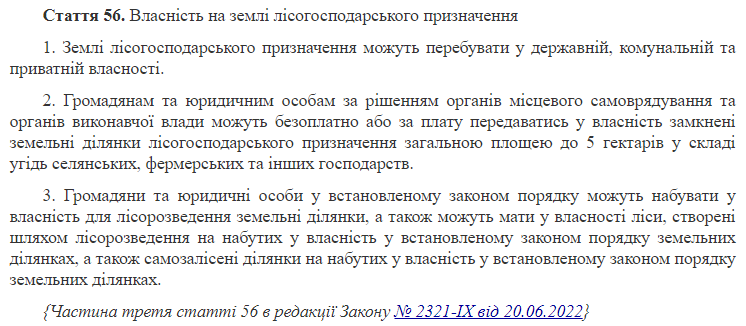 Стаття 56. Власність на землі лісогосподарського призначення
1. Землі лісогосподарського призначення можуть перебувати у державній, комунальній та
приватній власності.
2. Громадянам та юридичним особам за рішенням органів місцевого самоврядування та
органів виконавчої влади можуть безоплатно або за плату передаватись у власність замкнені
земельні ділянки лісогосподарського призначення загальною площею до 5 гектарів у складі
угідь селянських, фермерських та інших господарств.
3. Громадяни та юридичні особи у встановленому законом порядку можуть набувати у
власність для лісорозведення земельні ділянки, а також можуть мати у власності ліси, створені
шляхом лісорозведення на набутих у власність у встановленому законом порядку земельних
ділянках, а також самозалісені ділянки на набутих у власність у встановленому законом порядку
земельних ділянках.
{Частина третя статті 56 в редакції Закону № 2321-IX від 20.06.2022}